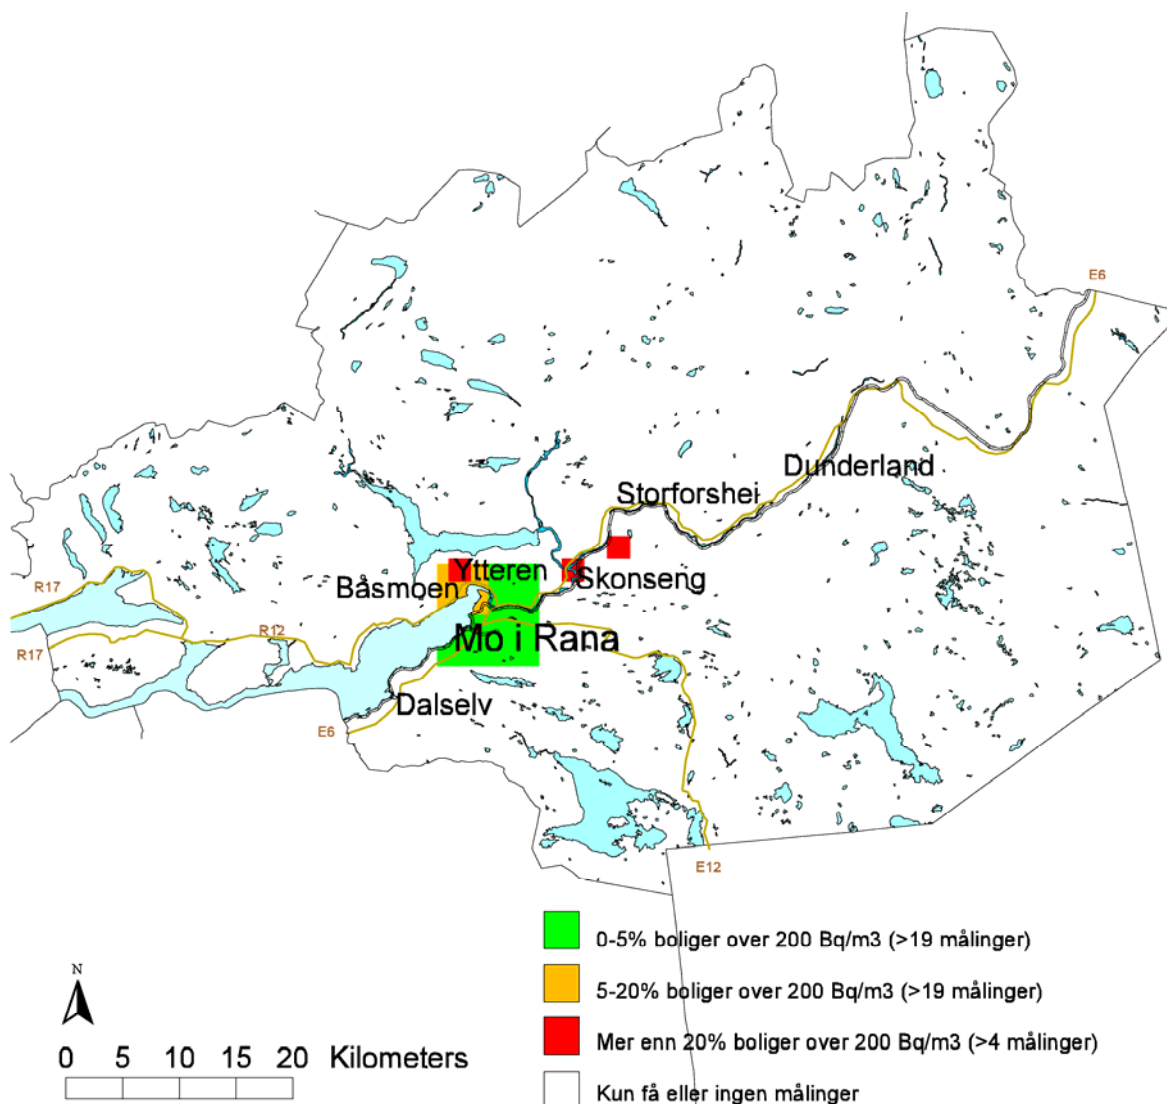 E6
Dunderland
Storforshei
Ytteren
Skonseng
Båsmoen
R17
R12
Mo i Rana
R17
Dalselv
E6
E12
0-5% boliger over 200 Bq/m3 (>19 målinger)
5-20% boliger over 200 Bq/m3 (>19 målinger)
Mer enn 20% boliger over 200 Bq/m3 (>4 målinger)
Kun få eller ingen målinger
N
0 5 10 15 20 Kilometers